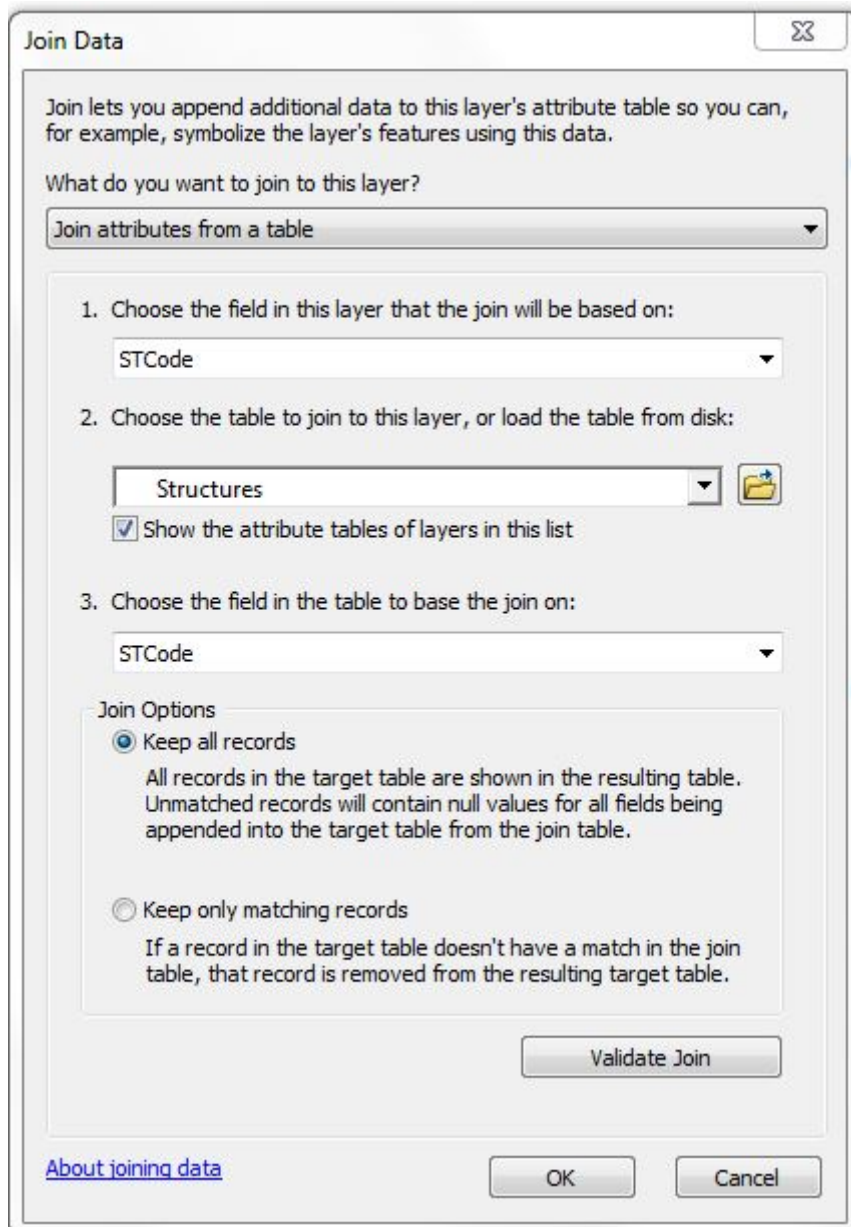 Join Data
Join lets you append additional data to this layer's attribute table so you can,
for example, symbolize the layer's features using this data.
What do you want to join to this layer?
Join attributes from a table
1. Choose the field in this layer that the join will be based on:
STCode
2. Choose the table to join to this layer, or load the table from disk:
Structures
Show the attribute tables of layers in this list
3. Choose the field in the table to base the join on:
STCode
Join Options
Keep all records
All records in the target table are shown in the resulting table.
Unmatched records will contain null values for all fields being
appended into the target table from the join table.
Keep only matching records
If a record in the target table doesn't have a match in the join
table, that record is removed from the resulting target table.
Validate Join
About joining data
OK
Cancel